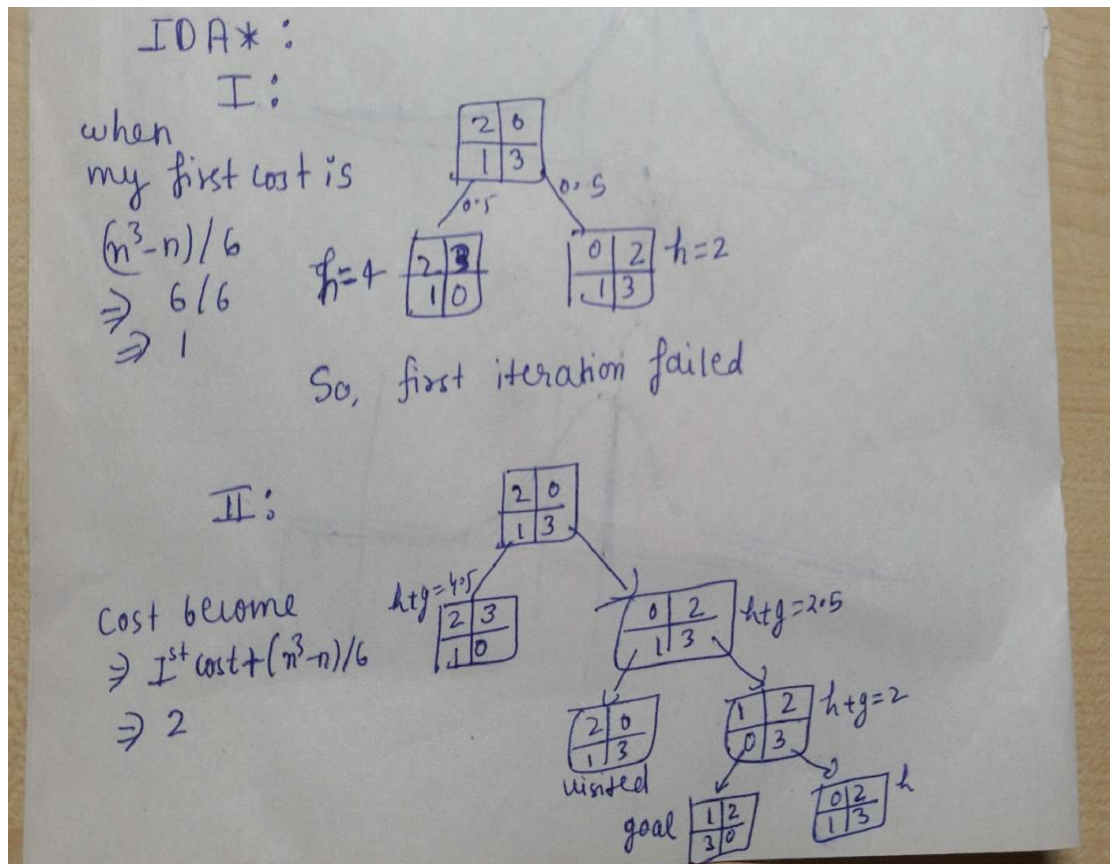 IDA* :
I :
when
my first cost is
(n³-n)/6
⇒ 6/6
⇒ 1
2 0
1 3
0.5 0.5
h=4
2 3
1 0
0 2
1 3
h=2
So, first iteration failed
II :
Cost become
⇒ Iˢᵗ cost + (n³-n)/6
⇒ 2
2 0
1 3
h+g=4.5
2 3
1 0
0 2
1 3
h+g=2.5
2 0
1 3
visited
1 2
0 3
h+g=2
goal
1 2
3 0
0 2
1 3
h